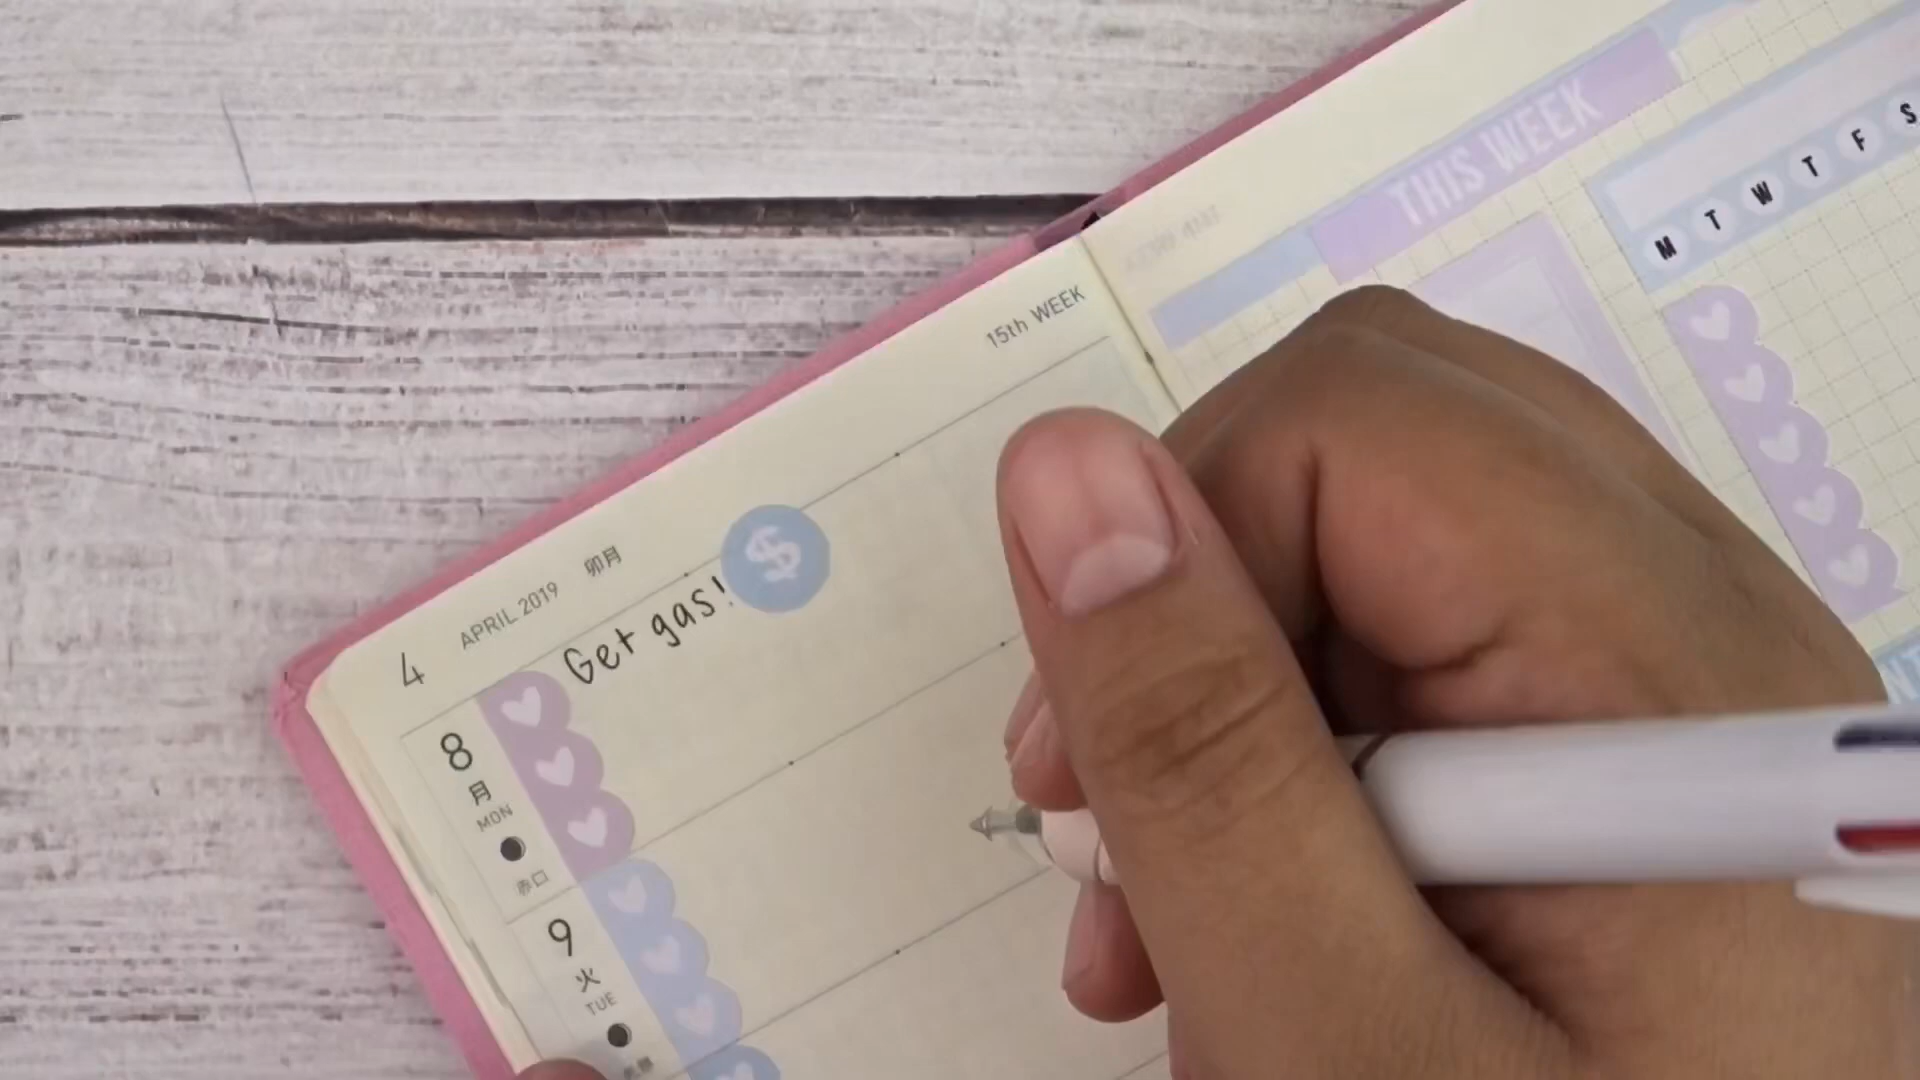 15th WEEK
4 APRIL 2019 卯月
Get gas! $
8
月
MON
赤口
9
火
TUE
THIS WEEK
M T W T F S